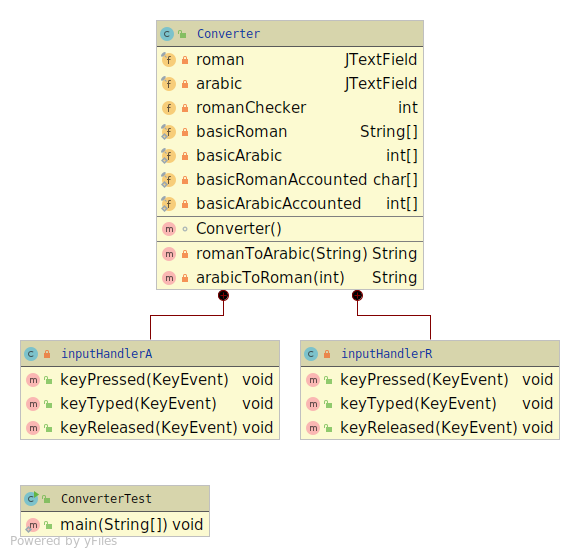 Converter
roman JTextField
arabic JTextField
romanChecker int
basicRoman String[]
basicArabic int[]
basicRomanAccounted char[]
basicArabicAccounted int[]
Converter()
romanToArabic(String) String
arabicToRoman(int) String
inputHandlerA
keyPressed(KeyEvent) void
keyTyped(KeyEvent) void
keyReleased(KeyEvent) void
inputHandlerR
keyPressed(KeyEvent) void
keyTyped(KeyEvent) void
keyReleased(KeyEvent) void
ConverterTest
main(String[]) void
Powered by yFiles